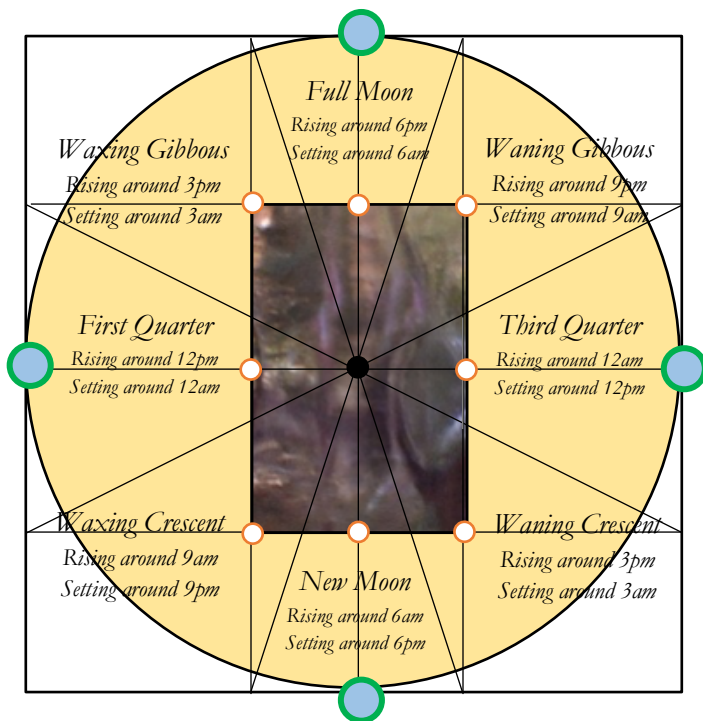 Full Moon
Rising around 6pm
Setting around 6am
Waxing Gibbous
Rising around 3pm
Setting around 3am
Waning Gibbous
Rising around 9pm
Setting around 9am
First Quarter
Rising around 12pm
Setting around 12am
Third Quarter
Rising around 12am
Setting around 12pm
Waxing Crescent
Rising around 9am
Setting around 9pm
Waning Crescent
Rising around 3pm
Setting around 3am
New Moon
Rising around 6am
Setting around 6pm